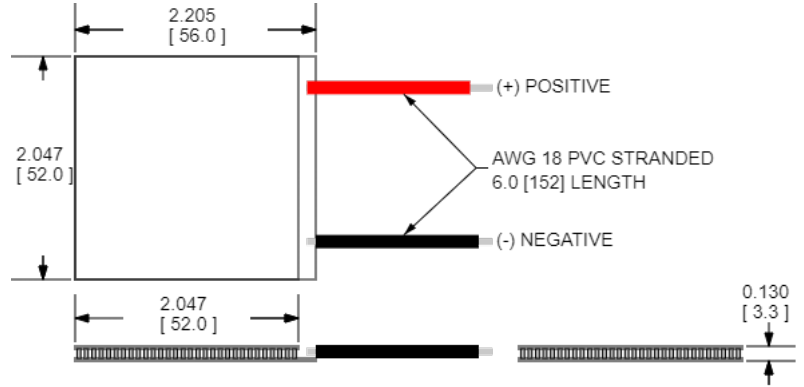 2.205
[ 56.0 ]
(+) POSITIVE
2.047
[ 52.0 ]
AWG 18 PVC STRANDED
6.0 [152] LENGTH
(-) NEGATIVE
2.047
[ 52.0 ]
0.130
[ 3.3 ]